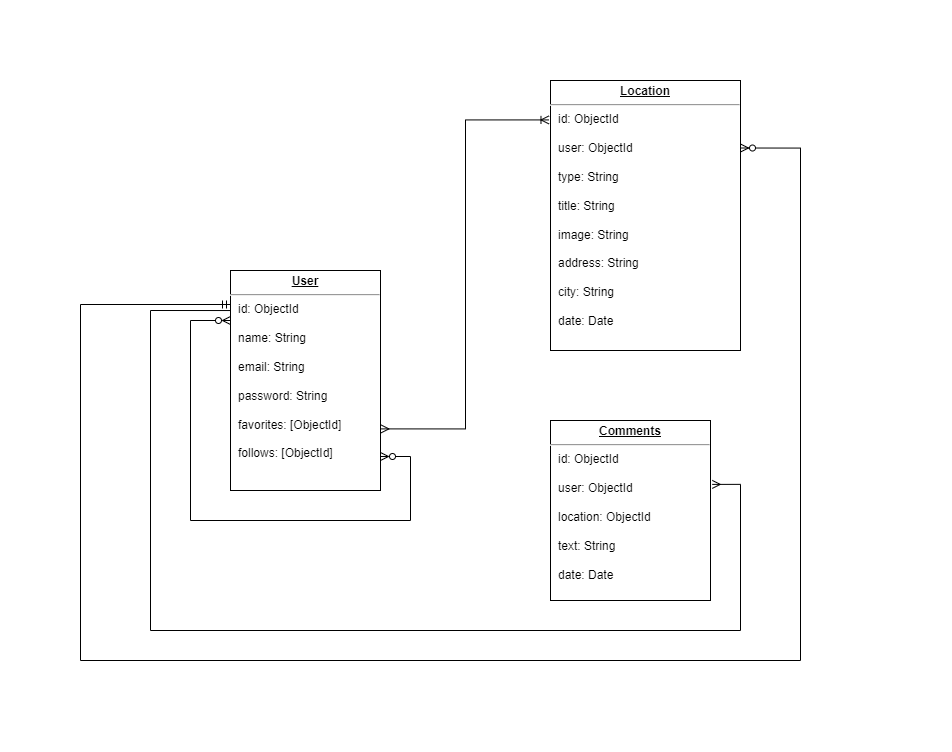 Location
id: ObjectId
user: ObjectId
type: String
title: String
image: String
address: String
city: String
date: Date
User
id: ObjectId
name: String
email: String
password: String
favorites: [ObjectId]
follows: [ObjectId]
Comments
id: ObjectId
user: ObjectId
location: ObjectId
text: String
date: Date